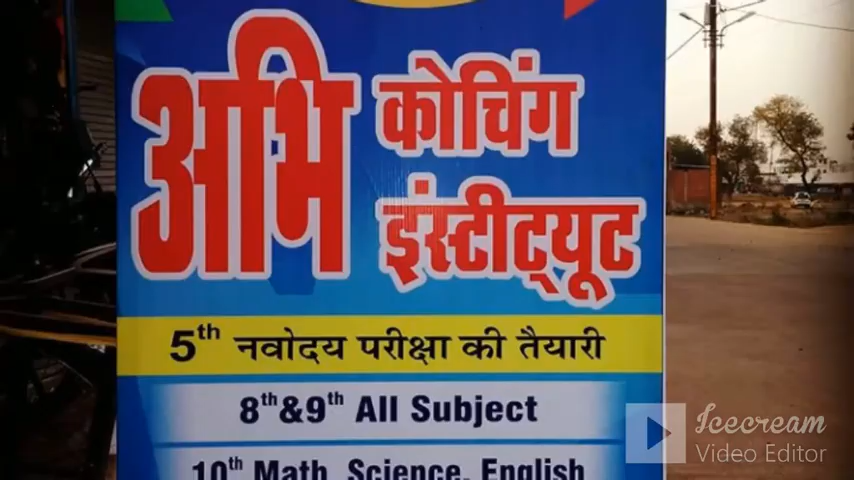 अभि कोचिंग
इंस्टीट्यूट
5th नवोदय परीक्षा की तैयारी
8th&9th All Subject
10th Math, Science, English
Icecream
Video Editor